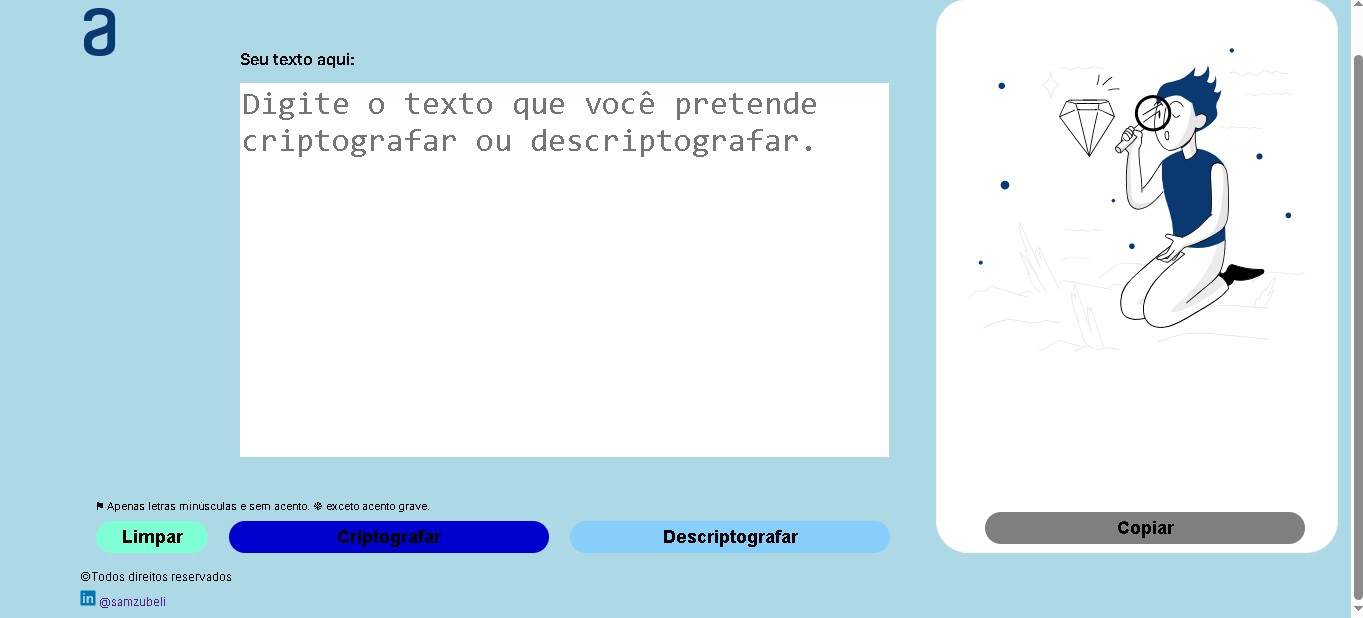 a
Seu texto aqui:
Digite o texto que você pretende
criptografar ou descriptografar.
⚑ Apenas letras minúsculas e sem acento. ❉ exceto acento grave.
Limpar
Criptografar
Descriptografar
Copiar
©Todos direitos reservados
in @samzubeli